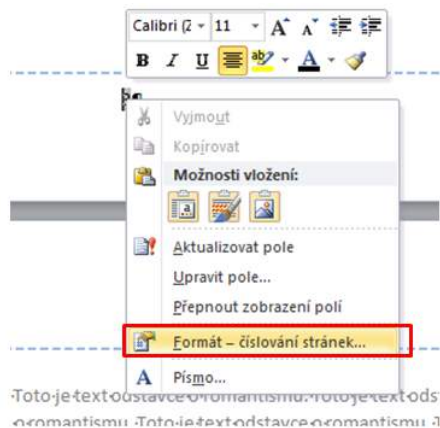 Calibri (Z 11 A A
B I U ab A
Vyjmout
Kopírovat
Možnosti vložení:
a A
Aktualizovat pole
Upravit pole...
Přepnout zobrazení polí
Formát – číslování stránek...
A Písmo...
·Toto·je·text·odstavce·o·romantismu.·Toto·je·text·ods
·o·romantismu.·Toto·je·text·odstavce·o·romantismu.